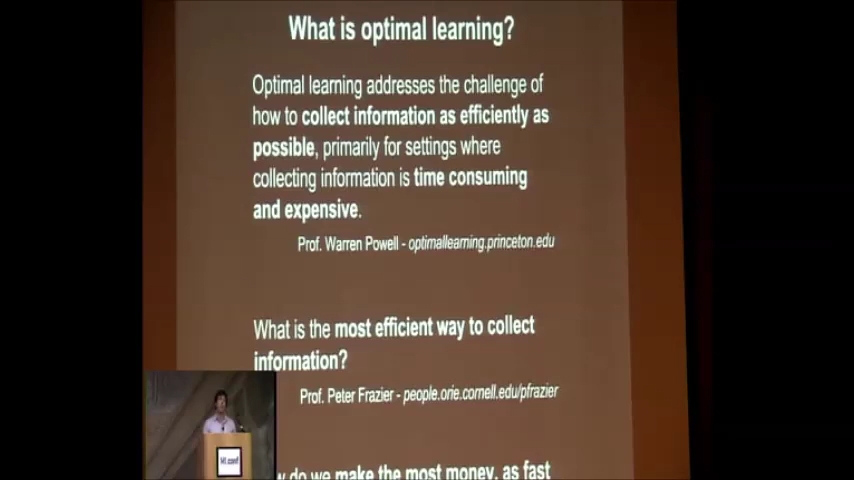 What is optimal learning?
Optimal learning addresses the challenge of
how to collect information as efficiently as
possible, primarily for settings where
collecting information is time consuming
and expensive.
Prof. Warren Powell - optimallearning.princeton.edu
What is the most efficient way to collect
information?
Prof. Peter Frazier - people.orie.cornell.edu/pfrazier
do we make the most money, as fast